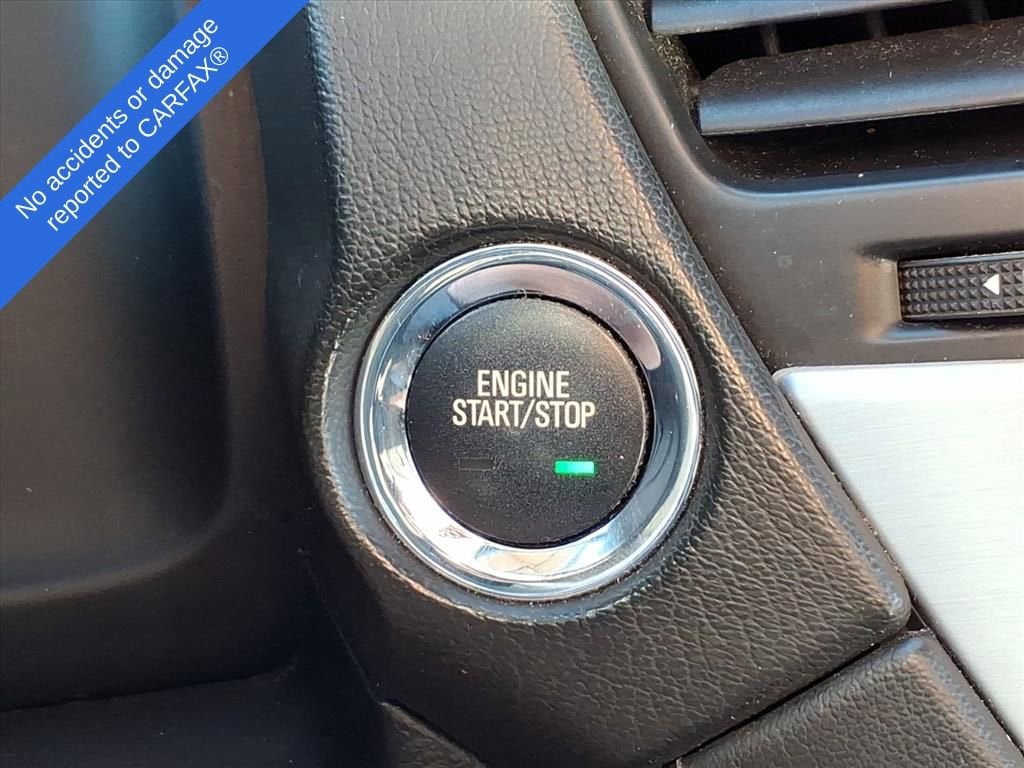 No accidents or damage
reported to CARFAX®
ENGINE
START/STOP